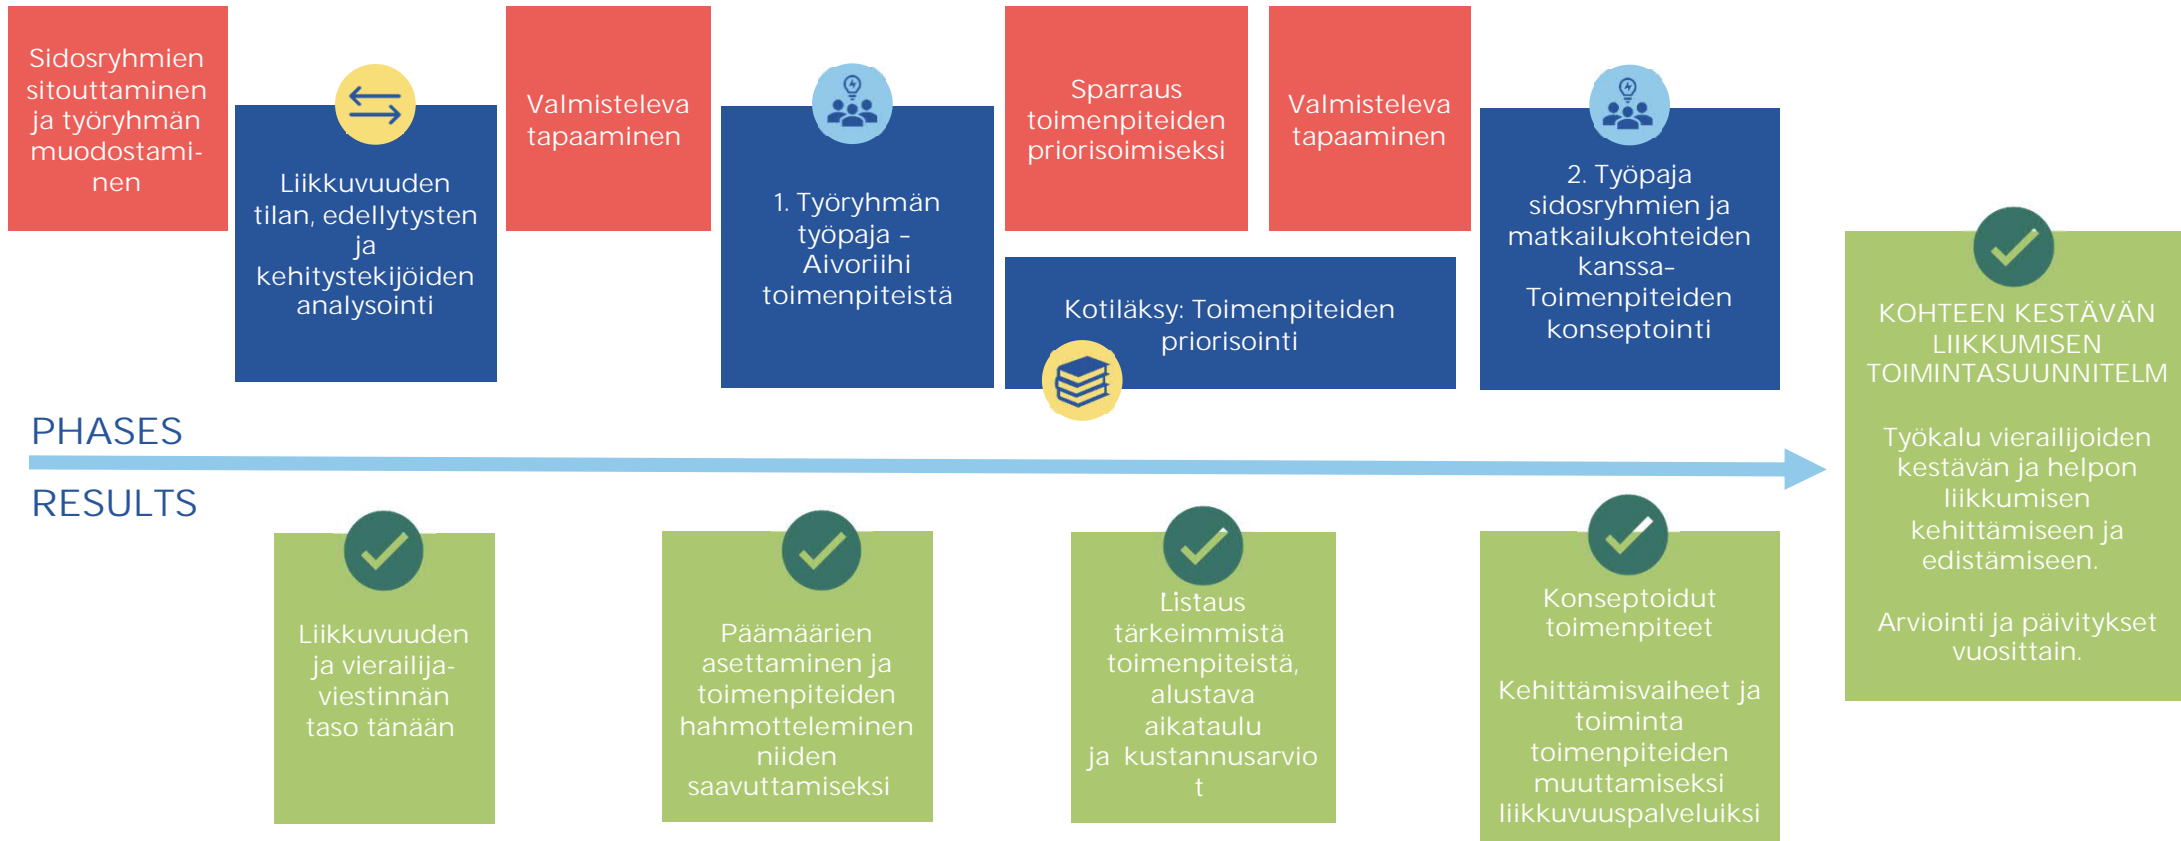 Sidosryhmien
sitouttaminen
ja työryhmän
muodostami-
nen
Liikkuvuuden
tilan, edellytysten
ja
kehitystekijöiden
analysointi
Valmisteleva
tapaaminen
1. Työryhmän
työpaja –
Aivoriihi
toimenpiteistä
Sparraus
toimenpiteiden
priorisoimiseksi
Valmisteleva
tapaaminen
Kotiläksy: Toimenpiteiden
priorisointi
2. Työpaja
sidosryhmien ja
matkailukohteiden
kanssa–
Toimenpiteiden
konseptointi
PHASES
RESULTS
Liikkuvuuden
ja vierailija-
viestinnän
taso tänään
Päämäärien
asettaminen ja
toimenpiteiden
hahmotteleminen
niiden
saavuttamiseksi
Listaus
tärkeimmistä
toimenpiteistä,
alustava
aikataulu
ja kustannusarvio
t
Konseptoidut
toimenpiteet
Kehittämisvaiheet ja
toiminta
toimenpiteiden
muuttamiseksi
liikkuvuuspalveluiksi
KOHTEEN KESTÄVÄN
LIIKKUMISEN
TOIMINTASUUNNITELM
Työkalu vierailijoiden
kestävän ja helpon
liikkumisen
kehittämiseen ja
edistämiseen.
Arviointi ja päivitykset
vuosittain.